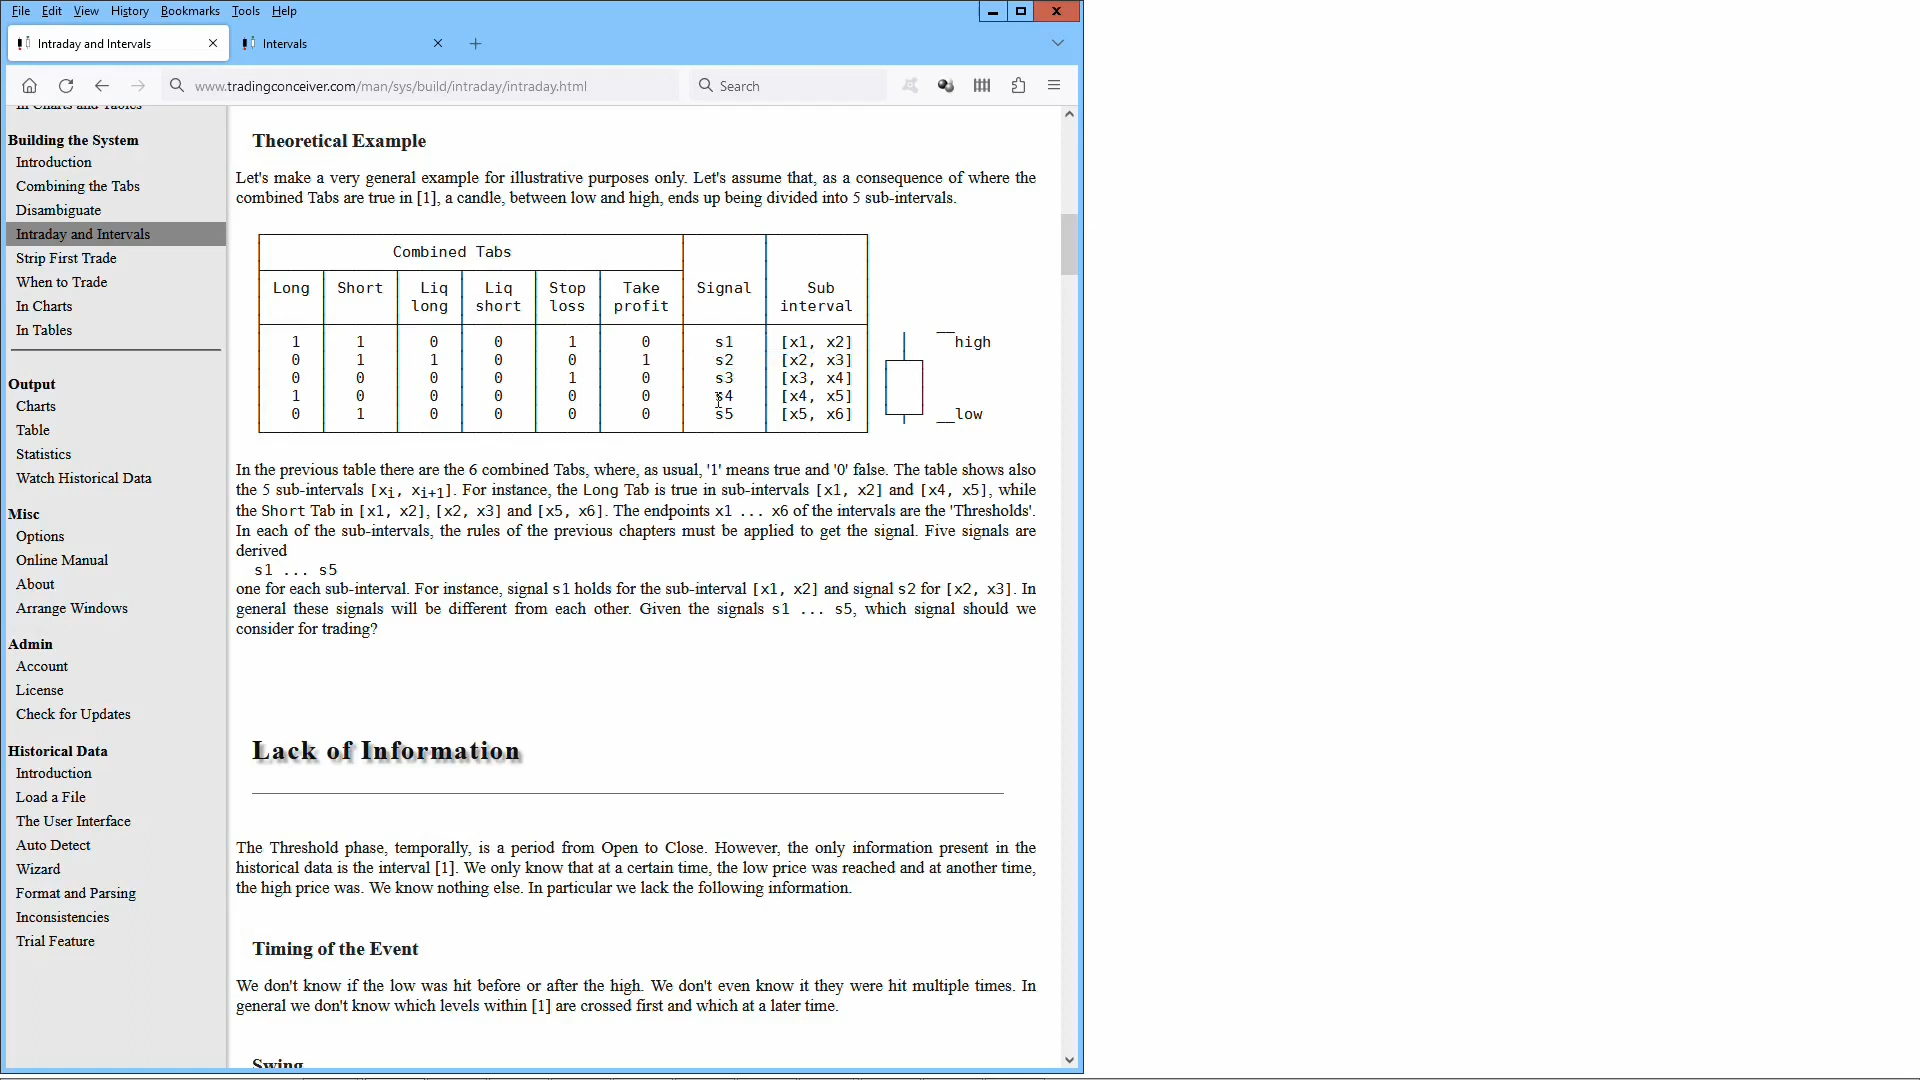 File Edit View History Bookmarks Tools Help
Intraday and Intervals
Intervals
www.tradingconceiver.com/man/sys/build/intraday/intraday.html
Search
In Charts and Tables
Building the System
Introduction
Combining the Tabs
Disambiguate
Intraday and Intervals
Strip First Trade
When to Trade
In Charts
In Tables
Output
Charts
Table
Statistics
Watch Historical Data
Misc
Options
Online Manual
About
Arrange Windows
Admin
Account
License
Check for Updates
Historical Data
Introduction
Load a File
The User Interface
Auto Detect
Wizard
Format and Parsing
Inconsistencies
Trial Feature
Theoretical Example
Let's make a very general example for illustrative purposes only. Let's assume that, as a consequence of where the
combined Tabs are true in [1], a candle, between low and high, ends up being divided into 5 sub-intervals.
Combined Tabs
Long Short Liq Liq Stop Take Signal Sub
long short loss profit interval
1 1 0 0 1 0 s1 [x1, x2] high
0 1 1 0 0 1 s2 [x2, x3]
0 0 0 0 1 0 s3 [x3, x4]
1 0 0 0 0 0 s4 [x4, x5]
0 1 0 0 0 0 s5 [x5, x6] __low
In the previous table there are the 6 combined Tabs, where, as usual, '1' means true and '0' false. The table shows also
the 5 sub-intervals [xi, xi+1]. For instance, the Long Tab is true in sub-intervals [x1, x2] and [x4, x5], while
the Short Tab in [x1, x2], [x2, x3] and [x5, x6]. The endpoints x1 ... x6 of the intervals are the 'Thresholds'.
In each of the sub-intervals, the rules of the previous chapters must be applied to get the signal. Five signals are
derived
s1 ... s5
one for each sub-interval. For instance, signal s1 holds for the sub-interval [x1, x2] and signal s2 for [x2, x3]. In
general these signals will be different from each other. Given the signals s1 ... s5, which signal should we
consider for trading?
Lack of Information
The Threshold phase, temporally, is a period from Open to Close. However, the only information present in the
historical data is the interval [1]. We only know that at a certain time, the low price was reached and at another time,
the high price was. We know nothing else. In particular we lack the following information.
Timing of the Event
We don't know if the low was hit before or after the high. We don't even know it they were hit multiple times. In
general we don't know which levels within [1] are crossed first and which at a later time.
Swing